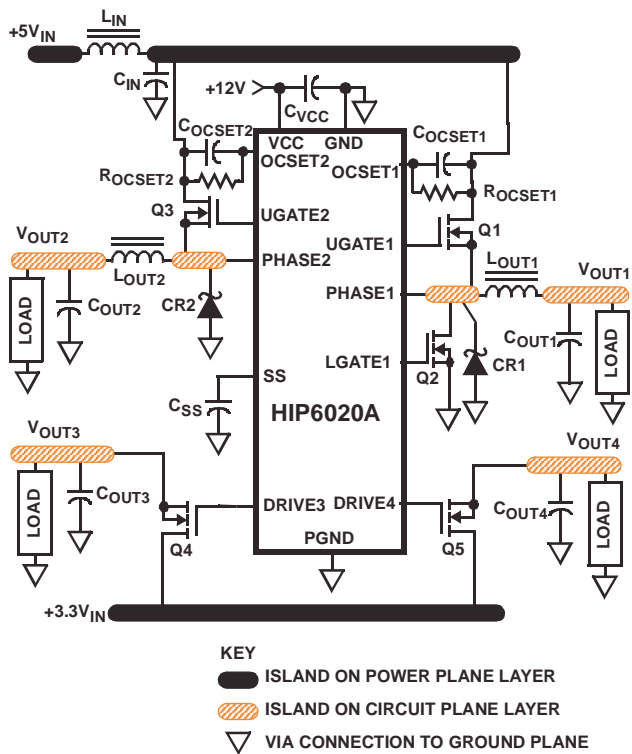 +5VIN
LIN
CIN
+12V
CVCC
COCSET2
VCC
GND
COCSET1
OCSET2
OCSET1
ROCSET2
ROCSET1
Q3
UGATE2
Q1
UGATE1
VOUT2
PHASE2
LOUT2
LOUT1
VOUT1
PHASE1
LOAD
COUT2
CR2
COUT1
LOAD
LGATE1
Q2
CR1
SS
CSS
HIP6020A
VOUT3
VOUT4
LOAD
COUT3
DRIVE3
DRIVE4
COUT4
LOAD
Q4
PGND
Q5
+3.3VIN
KEY
ISLAND ON POWER PLANE LAYER
ISLAND ON CIRCUIT PLANE LAYER
VIA CONNECTION TO GROUND PLANE